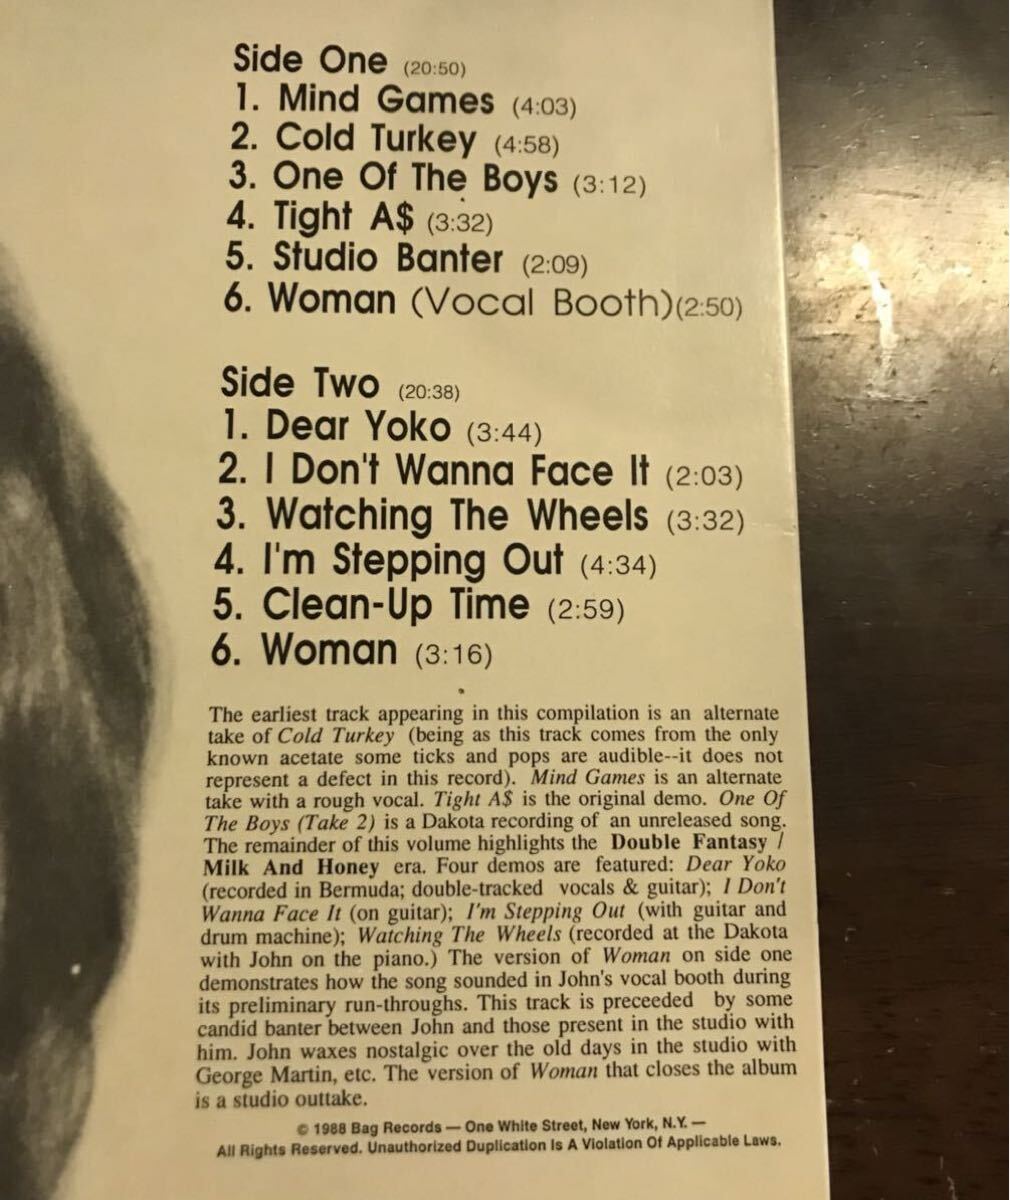 Side One (20:50)
1. Mind Games (4:03)
2. Cold Turkey (4:58)
3. One Of The Boys (3:12)
4. Tight A$ (3:32)
5. Studio Banter (2:09)
6. Woman (Vocal Booth)(2:50)
Side Two (20:38)
1. Dear Yoko (3:44)
2. I Don't Wanna Face It (2:03)
3. Watching The Wheels (3:32)
4. I'm Stepping Out (4:34)
5. Clean-Up Time (2:59)
6. Woman (3:16)
The earliest track appearing in this compilation is an alternate
take of Cold Turkey (being as this track comes from the only
known acetate some ticks and pops are audible--it does not
represent a defect in this record). Mind Games is an alternate
take with a rough vocal. Tight A$ is the original demo. One Of
The Boys (Take 2) is a Dakota recording of an unreleased song.
The remainder of this volume highlights the Double Fantasy /
Milk And Honey era. Four demos are featured: Dear Yoko
(recorded in Bermuda; double-tracked vocals & guitar); I Don't
Wanna Face It (on guitar); I'm Stepping Out (with guitar and
drum machine); Watching The Wheels (recorded at the Dakota
with John on the piano.) The version of Woman on side one
demonstrates how the song sounded in John's vocal booth during
its preliminary run-throughs. This track is preceeded by some
candid banter between John and those present in the studio with
him. John waxes nostalgic over the old days in the studio with
George Martin, etc. The version of Woman that closes the album
is a studio outtake.
© 1988 Bag Records — One White Street, New York, N.Y. —
All Rights Reserved. Unauthorized Duplication Is A Violation Of Applicable Laws.